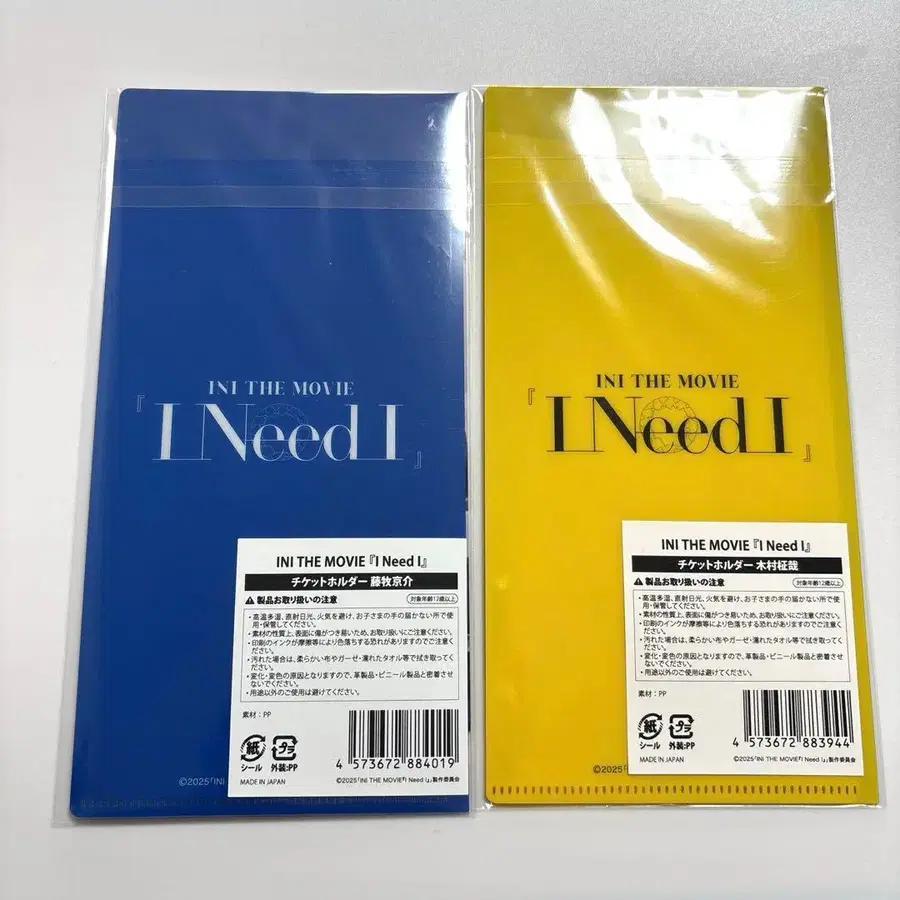 INI THE MOVIE
『I Need I』
INI THE MOVIE『I Need I』
チケットホルダー 藤牧京介
製品お取り扱いの注意 対象年齢12歳以上
・高温多湿、直射日光、火気を避け、お子さまの手の届かない所で使
用・保管してください。
・素材の性質上、表面に傷がつき易いため、お取り扱いにご注意ください。
・印刷のインクが摩擦等により色落ちする恐れがありますのでご注意く
ださい。
・汚れた場合は、柔らかい布やガーゼ・濡れたタオル等で拭き取ってく
ださい。
・変化・変色の原因となりますので、革製品・ビニール製品と密着させ
ないでください。
・用途以外のご使用は避けてください。
素材：PP
紙
シール
プラ
外装:PP
4 573672 884019
MADE IN JAPAN
©2025「INI THE MOVIE『I Need I』」製作委員会
©2025「INI
INI THE MOVIE
『I Need I』
INI THE MOVIE『I Need I』
チケットホルダー 木村柾哉
製品お取り扱いの注意 対象年齢12歳以上
・高温多湿、直射日光、火気を避け、お子さまの手の届かない所で使
用・保管してください。
・素材の性質上、表面に傷がつき易いため、お取り扱いにご注意ください。
・印刷のインクが摩擦等により色落ちする恐れがありますのでご注意く
ださい。
・汚れた場合は、柔らかい布やガーゼ・濡れたタオル等で拭き取ってく
ださい。
・変化・変色の原因となりますので、革製品・ビニール製品と密着させ
ないでください。
・用途以外のご使用は避けてください。
素材：PP
紙
シール
プラ
外装:PP
4 573672 883944
MADE IN JAPAN
©2025「INI THE MOVIE『I Need I』」製作委員会
©2025「